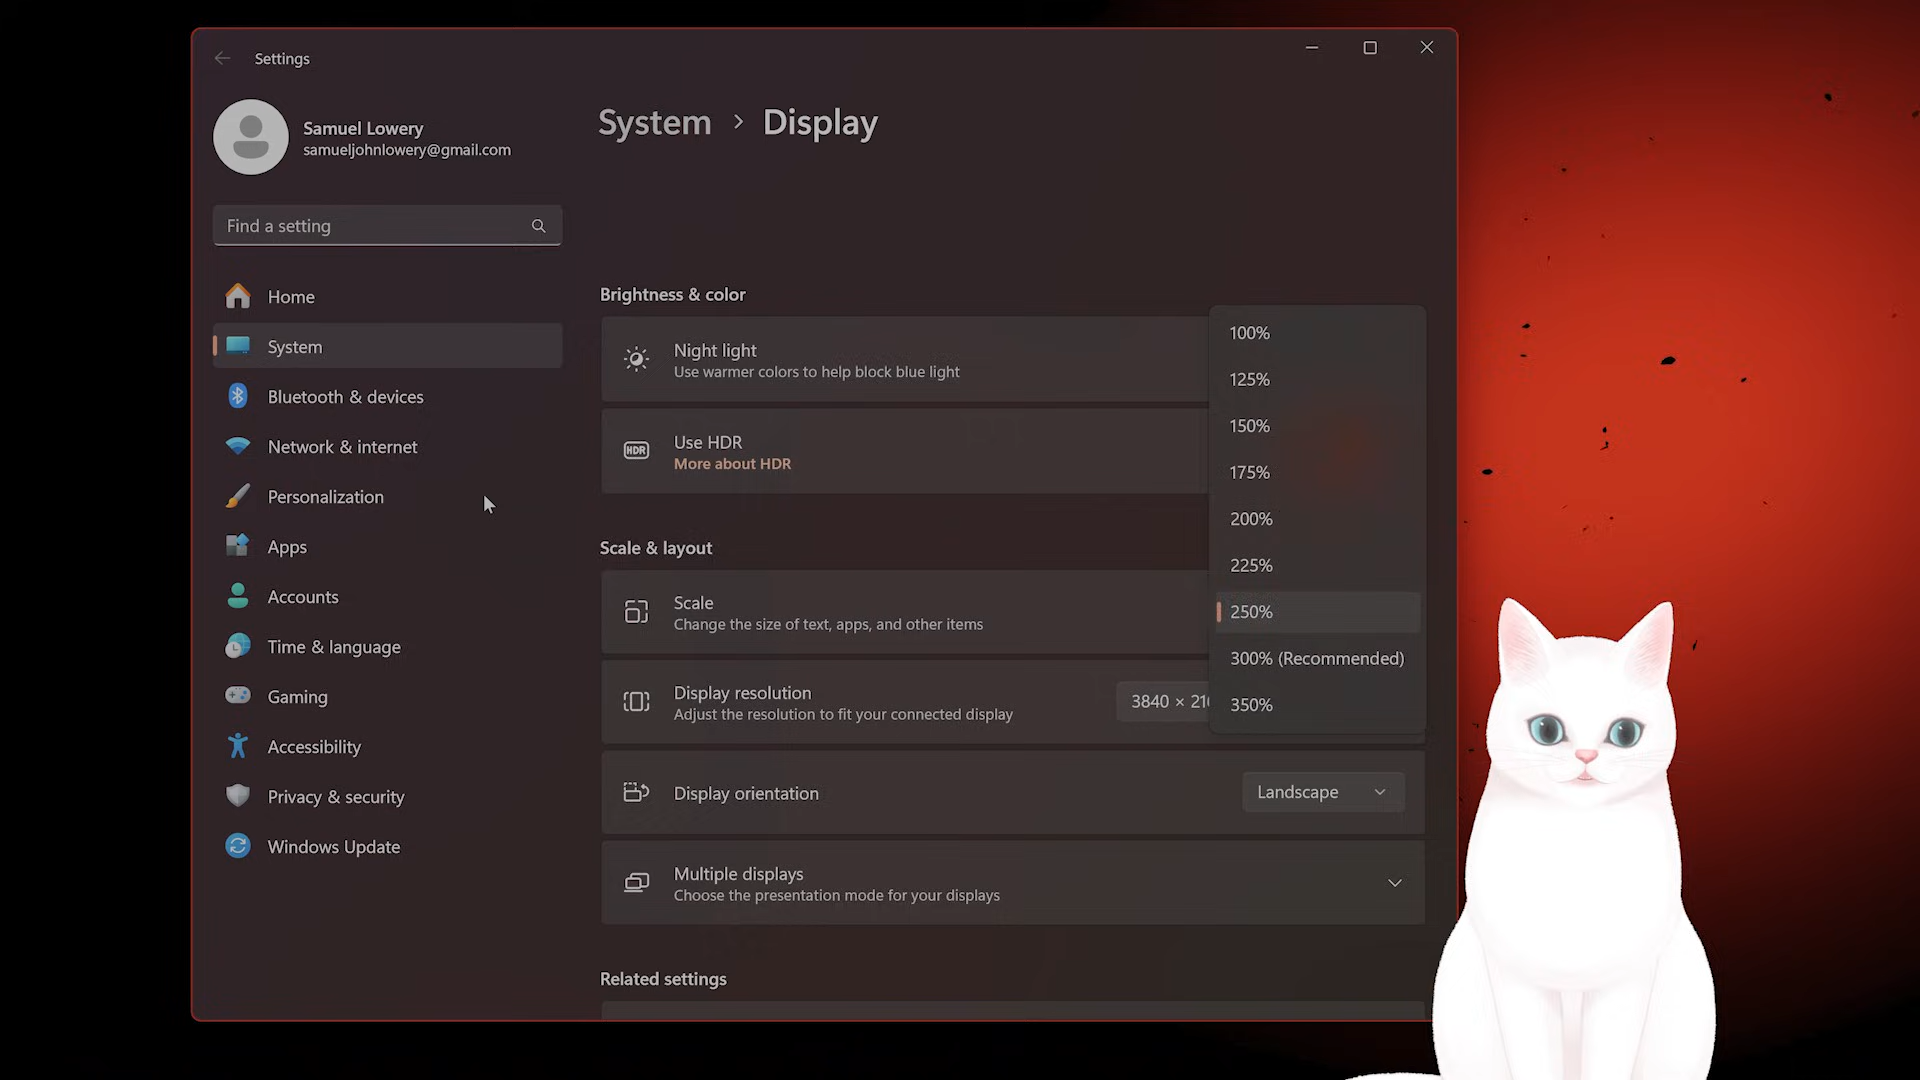 Settings
Samuel Lowery
samueljohnlowery@gmail.com
Find a setting
Home
System
Bluetooth & devices
Network & internet
Personalization
Apps
Accounts
Time & language
Gaming
Accessibility
Privacy & security
Windows Update
System > Display
Brightness & color
Night light
Use warmer colors to help block blue light
HDR
Use HDR
More about HDR
Scale & layout
Scale
Change the size of text, apps, and other items
100%
125%
150%
175%
200%
225%
250%
300% (Recommended)
350%
Display resolution
Adjust the resolution to fit your connected display
3840 ×
Display orientation
Landscape
Multiple displays
Choose the presentation mode for your displays
Related settings